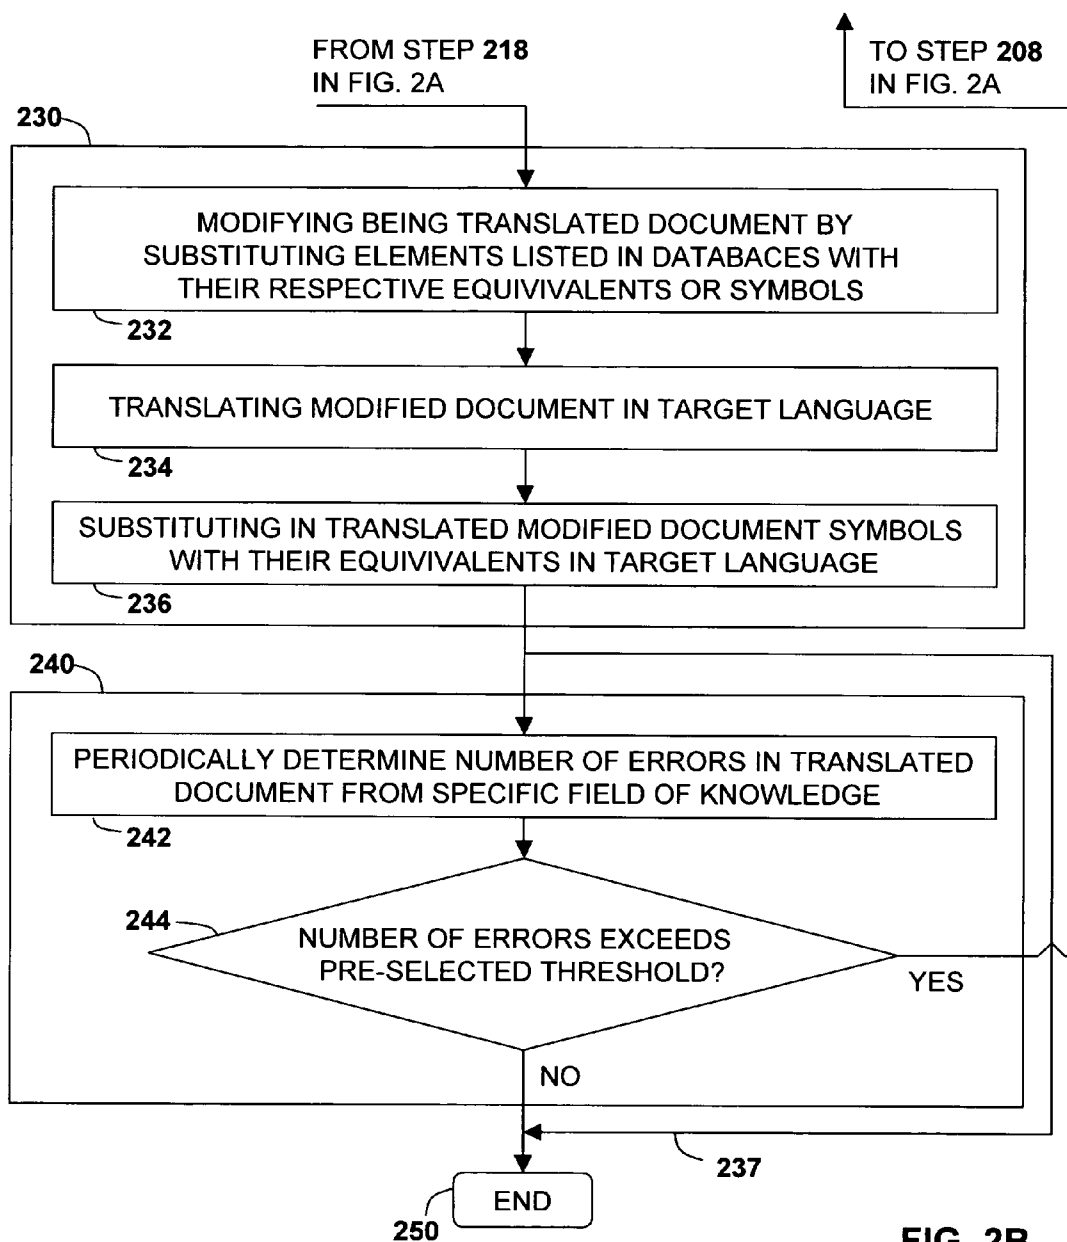 FROM STEP 218
IN FIG. 2A
TO STEP 208
IN FIG. 2A
230
MODIFYING BEING TRANSLATED DOCUMENT BY
SUBSTITUTING ELEMENTS LISTED IN DATABACES WITH
THEIR RESPECTIVE EQUIVIVALENTS OR SYMBOLS
232
TRANSLATING MODIFIED DOCUMENT IN TARGET LANGUAGE
234
SUBSTITUTING IN TRANSLATED MODIFIED DOCUMENT SYMBOLS
WITH THEIR EQUIVIVALENTS IN TARGET LANGUAGE
236
240
PERIODICALLY DETERMINE NUMBER OF ERRORS IN TRANSLATED
DOCUMENT FROM SPECIFIC FIELD OF KNOWLEDGE
242
244
NUMBER OF ERRORS EXCEEDS
PRE-SELECTED THRESHOLD?
YES
NO
237
END
250
FIG. 2B